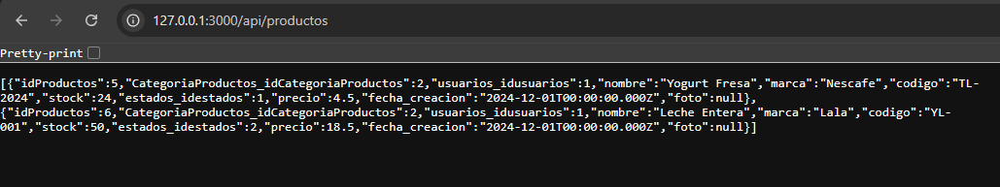 127.0.0.1:3000/api/productos
Pretty-print
[{"idProductos":5,"CategoriaProductos_idCategoriaProductos":2,"usuarios_idusuarios":1,"nombre":"Yogurt Fresa","marca":"Nescafe","codigo":"TL-
2024","stock":24,"estados_idestados":1,"precio":4.5,"fecha_creacion":"2024-12-01T00:00:00.000Z","foto":null},
{"idProductos":6,"CategoriaProductos_idCategoriaProductos":2,"usuarios_idusuarios":1,"nombre":"Leche Entera","marca":"Lala","codigo":"YL-
001","stock":50,"estados_idestados":2,"precio":18.5,"fecha_creacion":"2024-12-01T00:00:00.000Z","foto":null}]